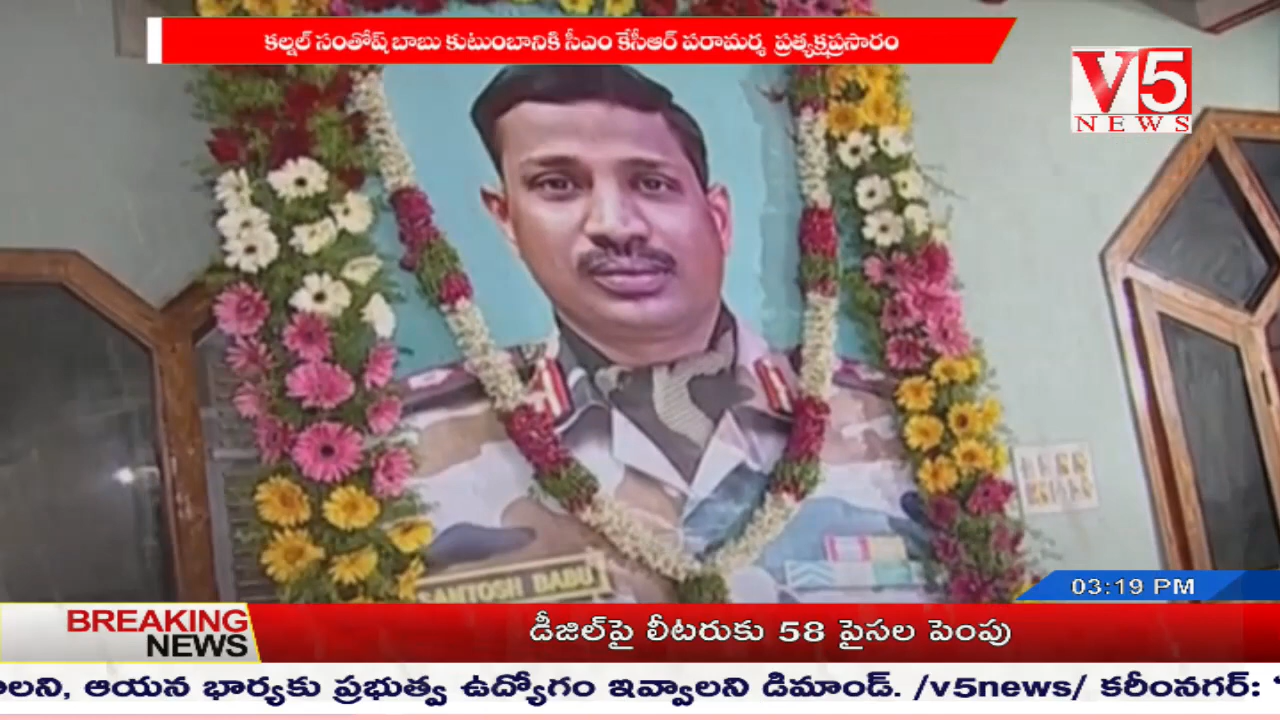 కల్నల్ సంతోష్ బాబు కుటుంబానికి సీఎం కేసీఆర్ పరామర్శ ప్రత్యక్షప్రసారం
V5
NEWS
SANTOSH BABU
03:19 PM
BREAKING
NEWS
డీజిల్‌పై లీటరుకు 58 పైసల పెంపు
ఆయన భార్యకు ప్రభుత్వ ఉద్యోగం ఇవ్వాలని డిమాండ్. /v5news/ కరీంనగర్: